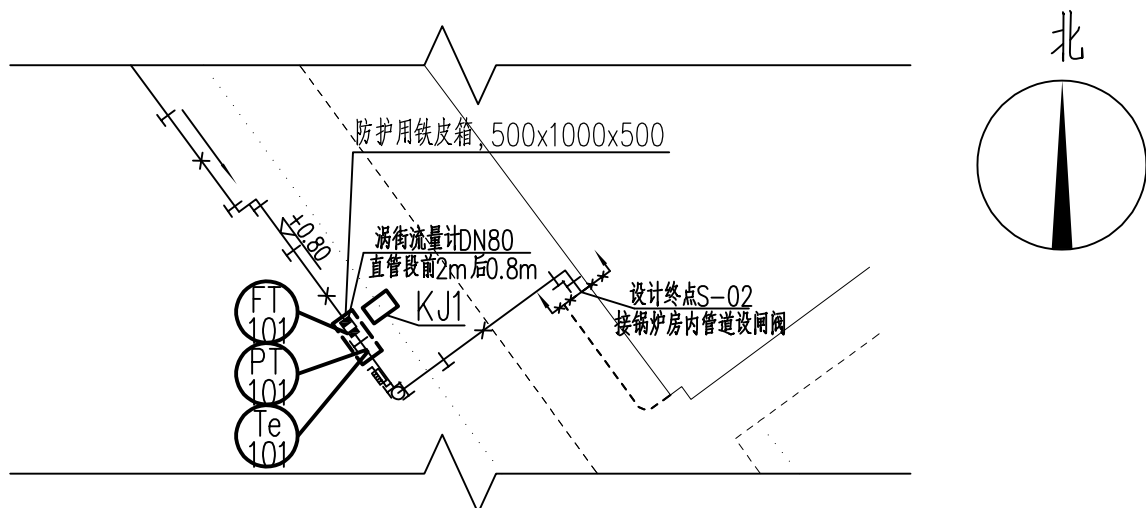 北
防护用铁皮箱, 500x1000x500
+0.80
涡街流量计DN80
直管段前2m后0.8m
KJ1
设计终点S-02
接锅炉房内管道设闸阀
FT
101
PT
101
Te
101